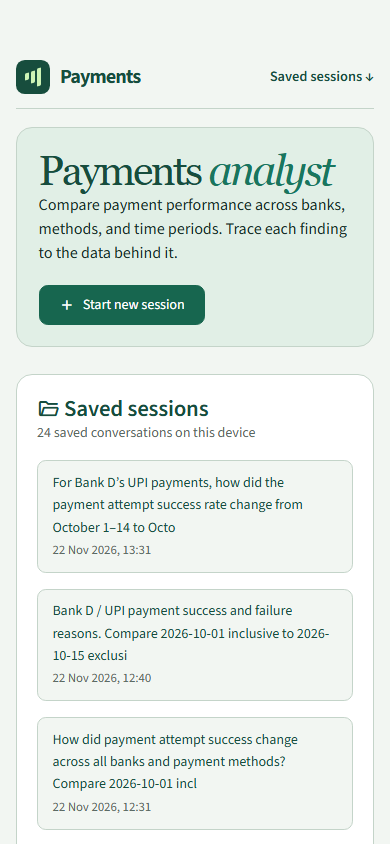 Payments
Saved sessions ↓
Payments analyst
Compare payment performance across banks,
methods, and time periods. Trace each finding
to the data behind it.
+ Start new session
Saved sessions
24 saved conversations on this device
For Bank D’s UPI payments, how did the
payment attempt success rate change from
October 1–14 to Octo
22 Nov 2026, 13:31
Bank D / UPI payment success and failure
reasons. Compare 2026-10-01 inclusive to 2026-
10-15 exclusi
22 Nov 2026, 12:40
How did payment attempt success change
across all banks and payment methods?
Compare 2026-10-01 incl
22 Nov 2026, 12:31